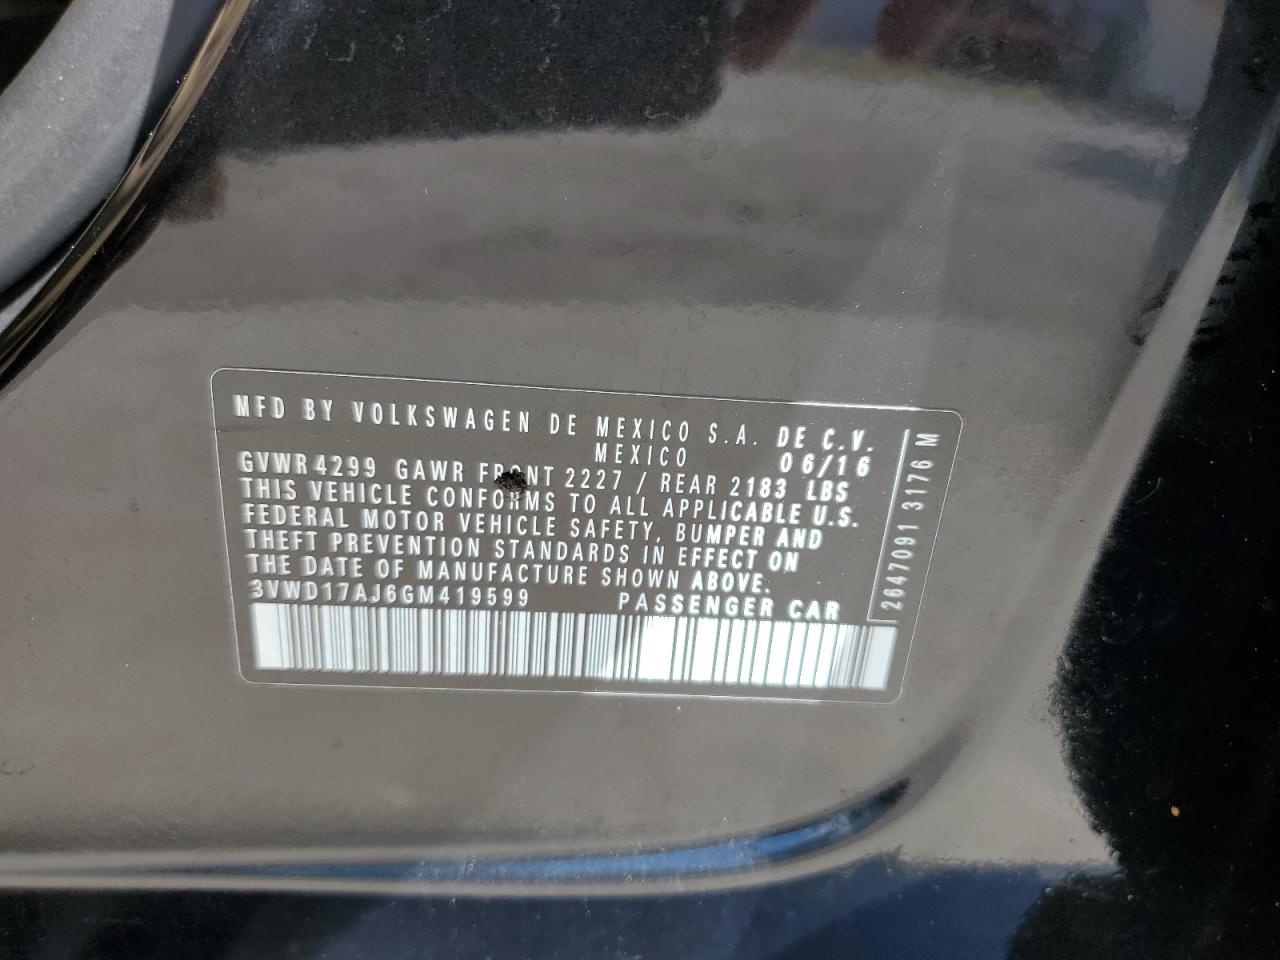 MFD BY VOLKSWAGEN DE MEXICO S.A. DE C.V.
MEXICO 06/16
GVWR 4299 GAWR FRONT 2227 / REAR 2183 LBS
THIS VEHICLE CONFORMS TO ALL APPLICABLE U.S.
FEDERAL MOTOR VEHICLE SAFETY, BUMPER AND
THEFT PREVENTION STANDARDS IN EFFECT ON
THE DATE OF MANUFACTURE SHOWN ABOVE.
3VWD17AJ6GM419599 PASSENGER CAR
2647091 3176 M